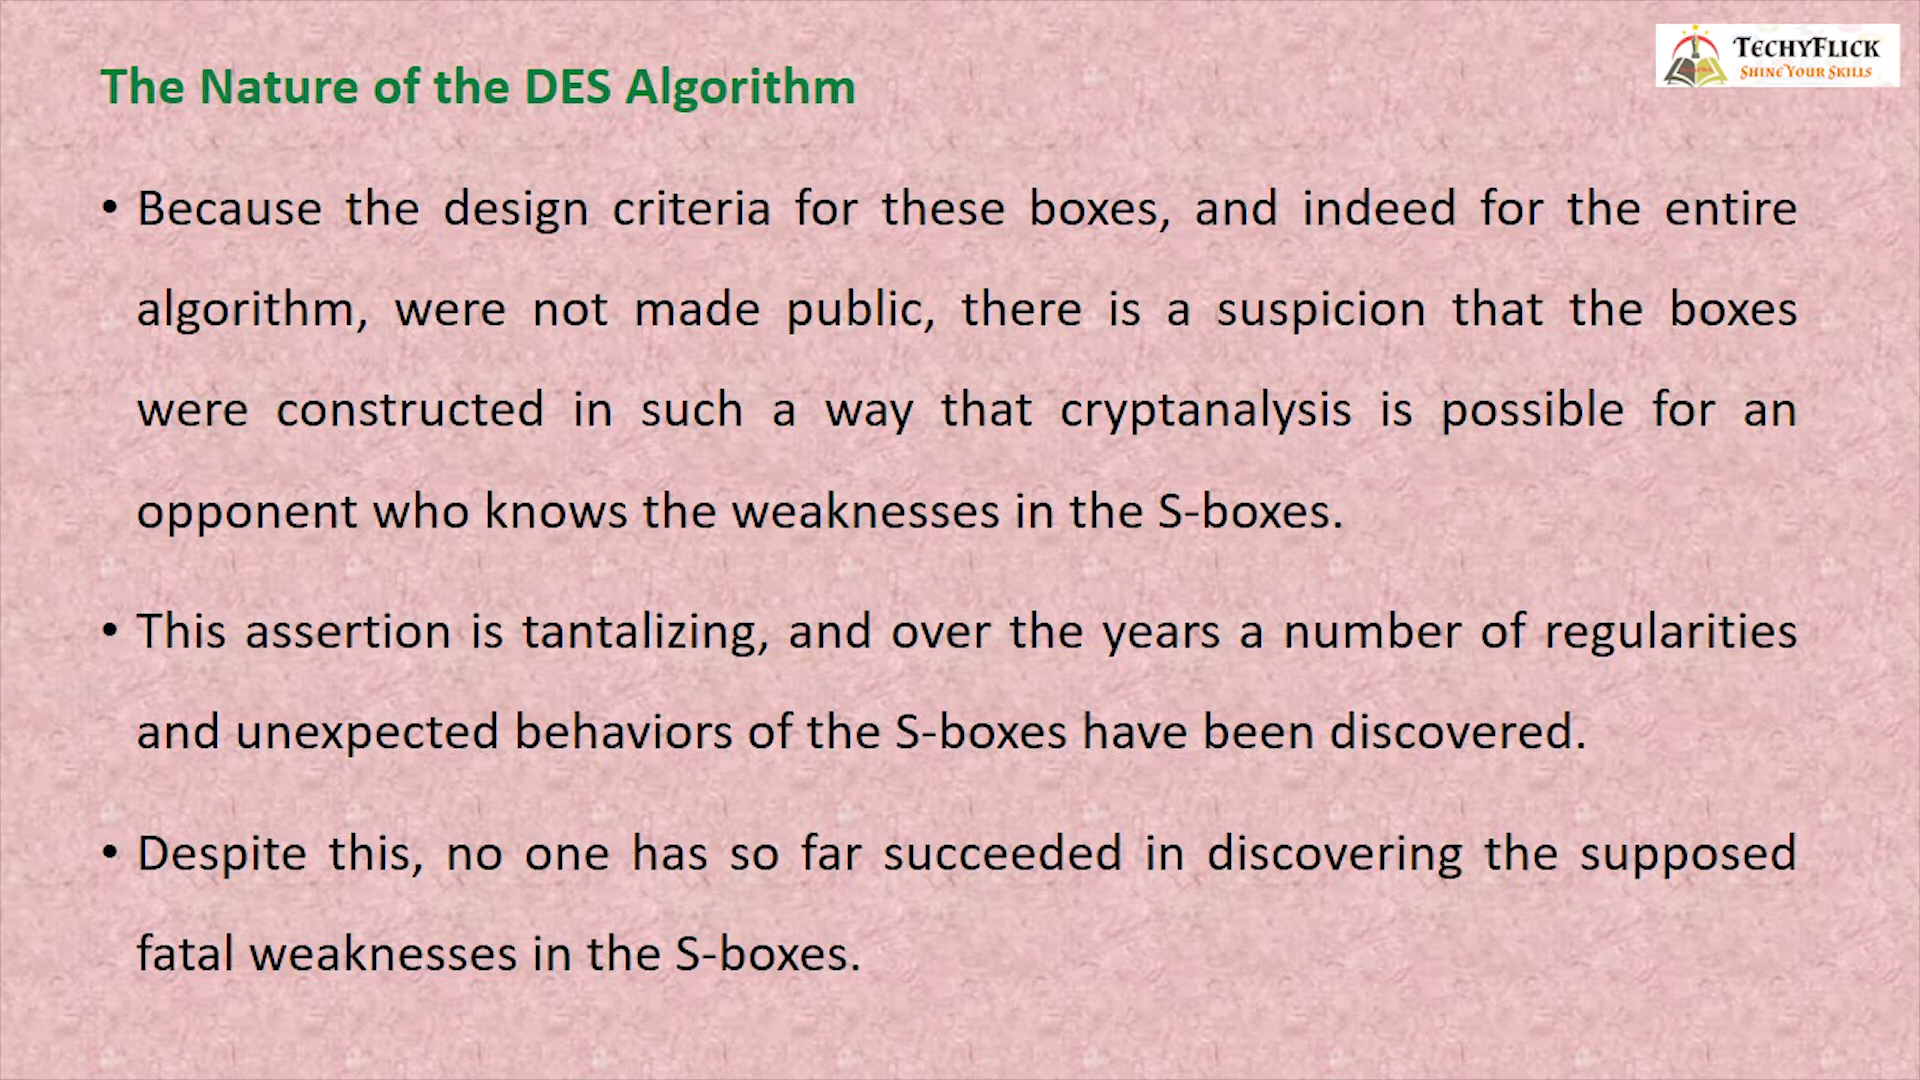 The Nature of the DES Algorithm
TECHYFLICK
SHINE YOUR SKILLS
• Because the design criteria for these boxes, and indeed for the entire
algorithm, were not made public, there is a suspicion that the boxes
were constructed in such a way that cryptanalysis is possible for an
opponent who knows the weaknesses in the S-boxes.
• This assertion is tantalizing, and over the years a number of regularities
and unexpected behaviors of the S-boxes have been discovered.
• Despite this, no one has so far succeeded in discovering the supposed
fatal weaknesses in the S-boxes.